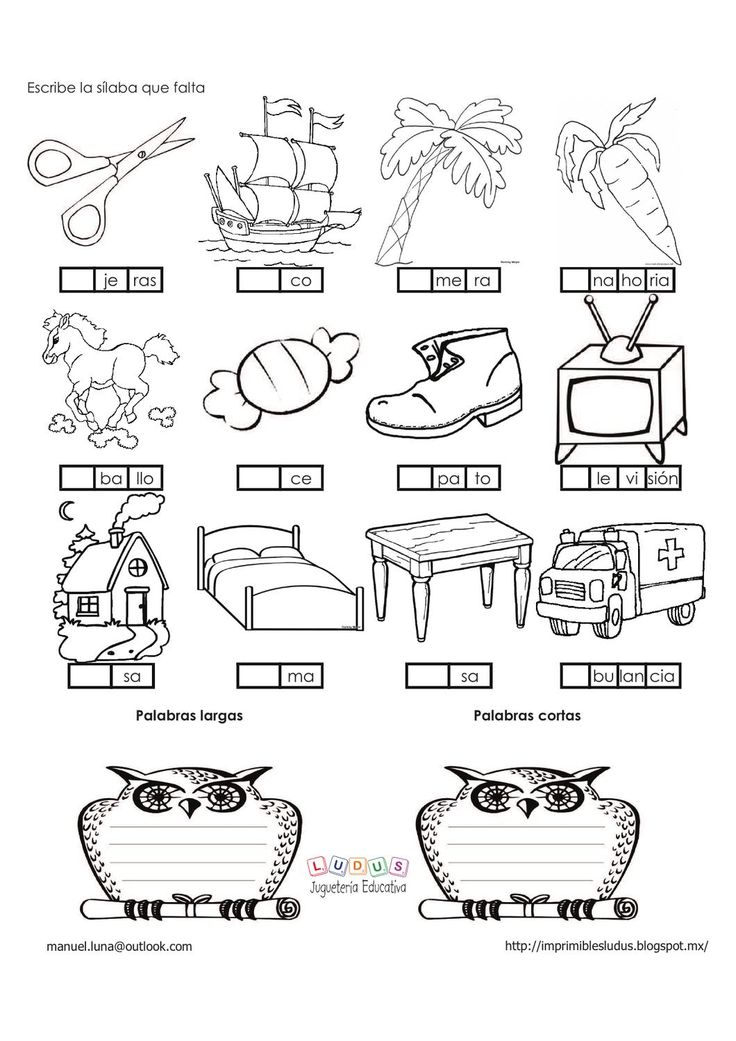 Escribe la sílaba que falta
je ras
co
me ra
na ho ria
ba llo
ce
pa to
le vi sión
sa
ma
sa
bu lan cia
Palabras largas
Palabras cortas
LUDUS
Juguetería Educativa
manuel.luna@outlook.com
http://imprimiblesludus.blogspot.mx/